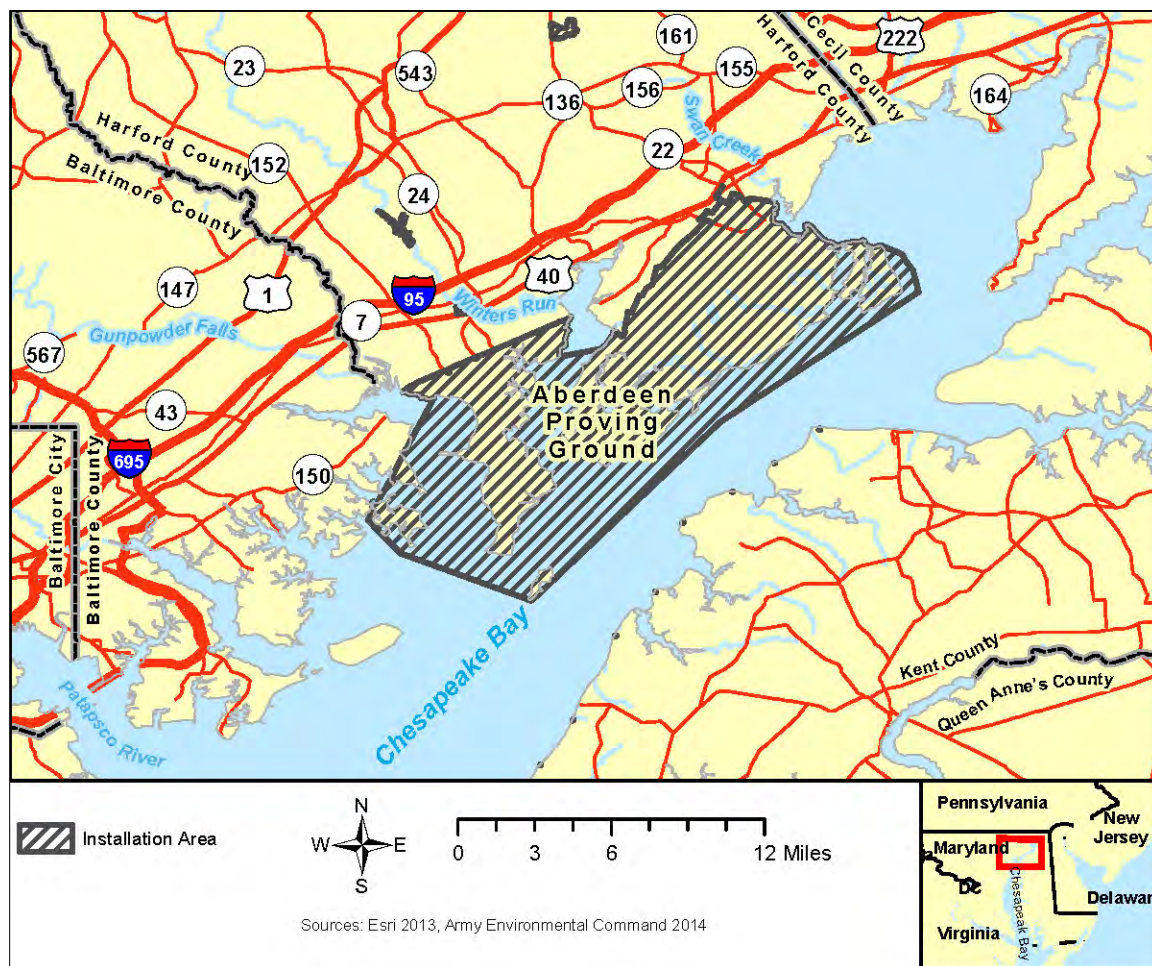 161
222
Cecil County
Harford County
23
543
155
156
136
164
Swan Creek
22
Harford County
Baltimore County
152
24
40
147
1
95
Winters Run
7
Gunpowder Falls
567
Aberdeen
Proving
Ground
43
695
150
Baltimore City
Baltimore County
Chesapeake Bay
Kent County
Queen Anne's County
Patapsco River
Installation Area
N
W
E
S
0
3
6
12 Miles
Sources: Esri 2013, Army Environmental Command 2014
Pennsylvania
New
Jersey
Maryland
DC
Chesapeak Bay
Delaware
Virginia